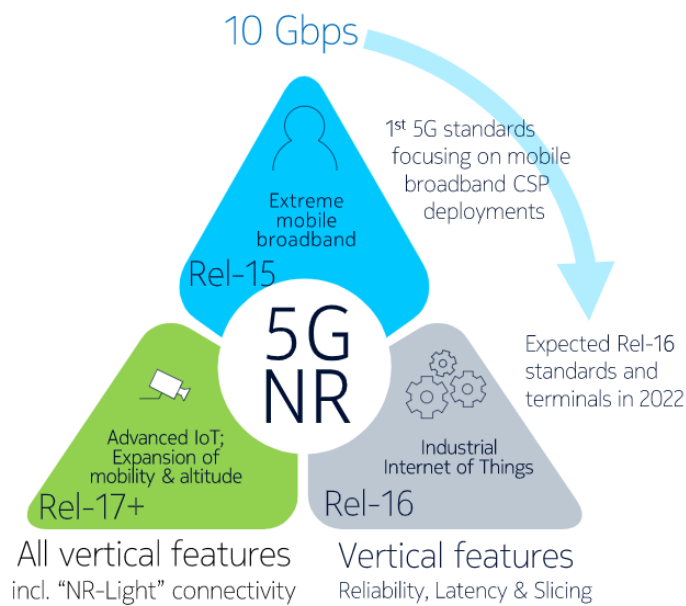 10 Gbps
1st 5G standards
focusing on mobile
broadband CSP
deployments
Extreme
mobile
broadband
Rel-15
5G
NR
Expected Rel-16
standards and
terminals in 2022
Advanced IoT;
Expansion of
mobility & altitude
Rel-17+
Industrial
Internet of Things
Rel-16
All vertical features
incl. “NR-Light” connectivity
Vertical features
Reliability, Latency & Slicing